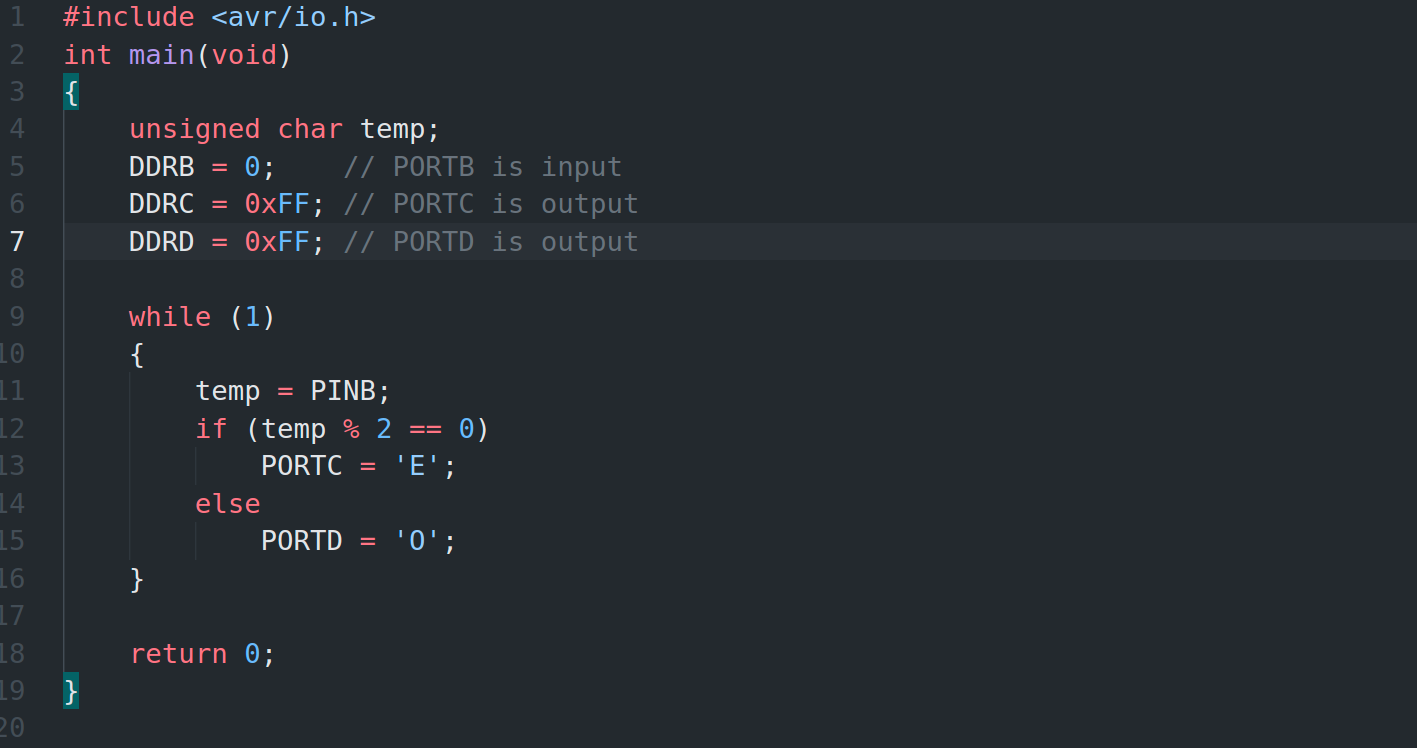 1 #include <avr/io.h>
2 int main(void)
3 {
4     unsigned char temp;
5     DDRB = 0;    // PORTB is input
6     DDRC = 0xFF; // PORTC is output
7     DDRD = 0xFF; // PORTD is output
8
9     while (1)
10     {
11         temp = PINB;
12         if (temp % 2 == 0)
13             PORTC = 'E';
14         else
15             PORTD = 'O';
16     }
17
18     return 0;
19 }
20